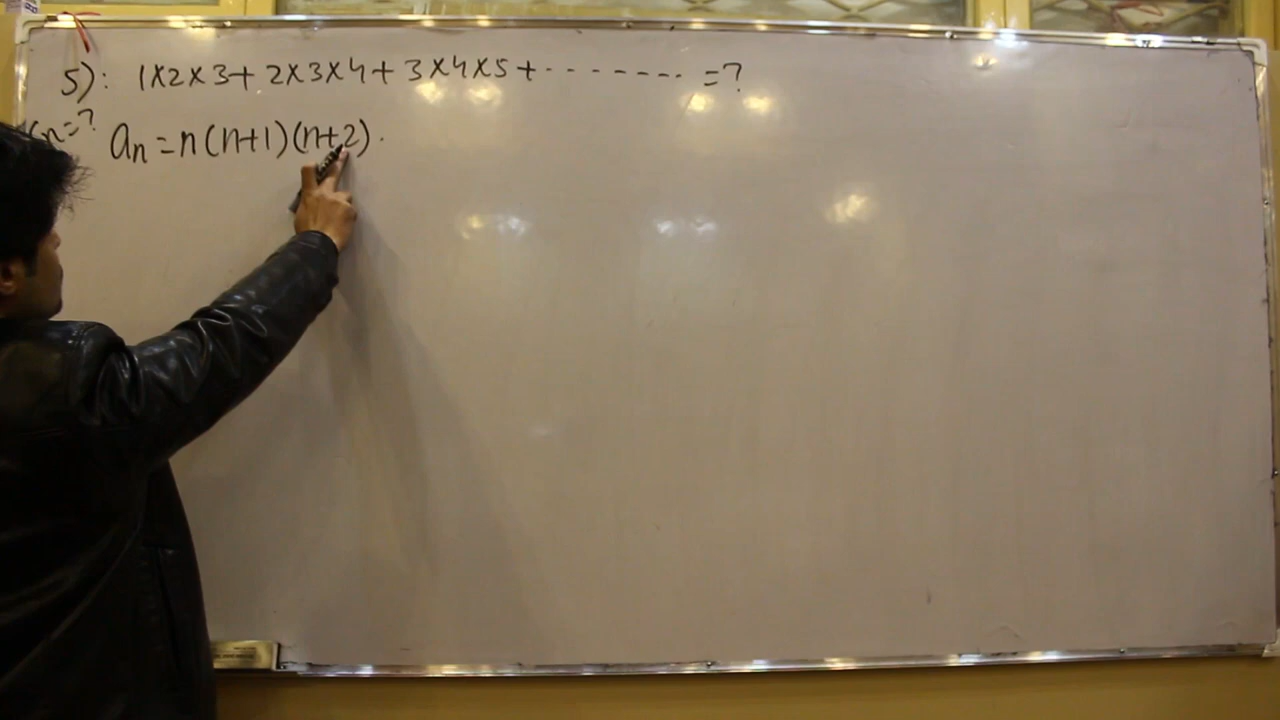 5): 1×2×3+ 2×3×4+ 3×4×5+ - - - - - - - =?
n=? an=n(n+1)(n+2).